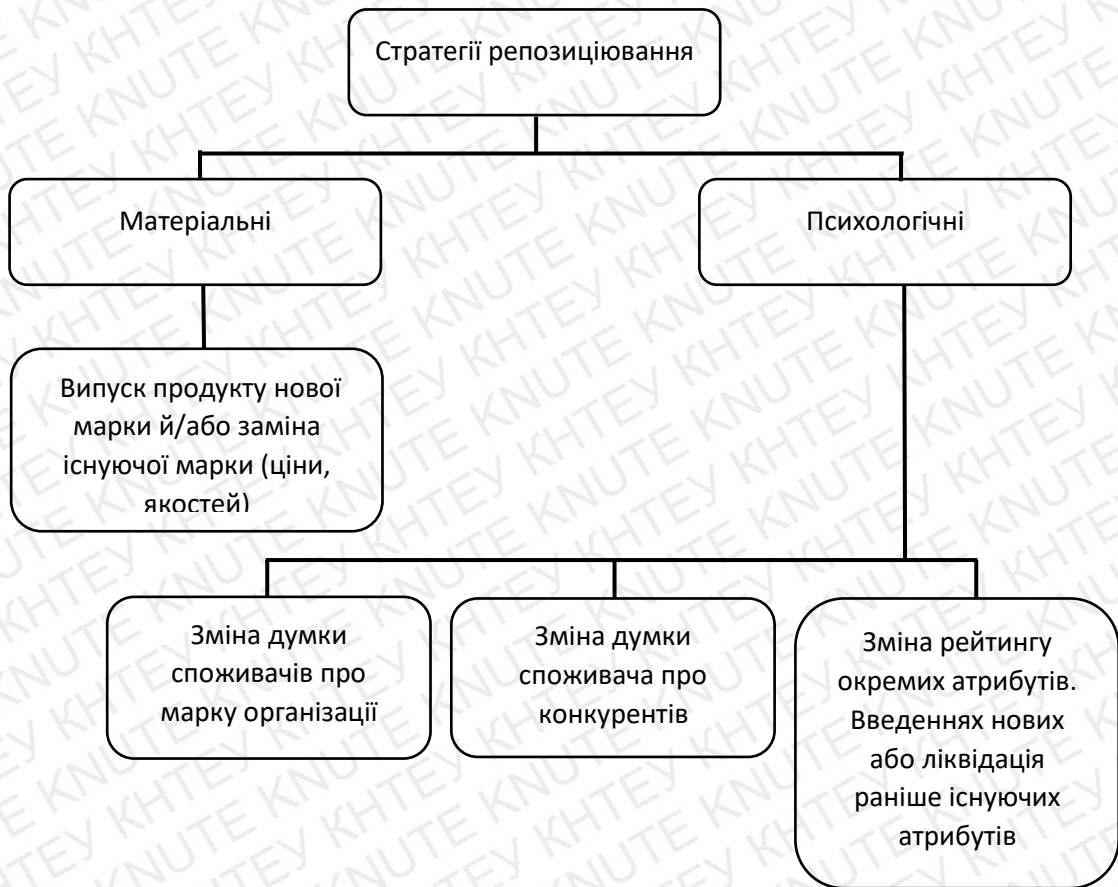 Стратегії репозиціювання
Матеріальні
Психологічні
Випуск продукту нової
марки й/або заміна
існуючої марки (ціни,
якостей)
Зміна думки
споживачів про
марку організації
Зміна думки
споживача про
конкурентів
Зміна рейтингу
окремих атрибутів.
Введеннях нових
або ліквідація
раніше існуючих
атрибутів